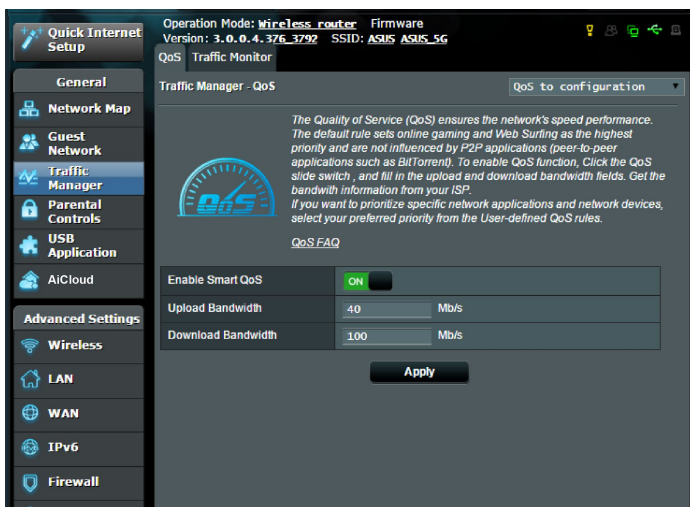 Quick Internet
Setup
General
Network Map
Guest
Network
Traffic
Manager
Parental
Controls
USB
Application
AiCloud
Advanced Settings
Wireless
LAN
WAN
IPv6
Firewall
Operation Mode: Wireless router Firmware
Version: 3.0.0.4.376_3792 SSID: ASUS ASUS_5G
QoS Traffic Monitor
Traffic Manager - QoS
QoS to configuration
QoS
The Quality of Service (QoS) ensures the network's speed performance.
The default rule sets online gaming and Web Surfing as the highest
priority and are not influenced by P2P applications (peer-to-peer
applications such as BitTorrent). To enable QoS function, Click the QoS
slide switch , and fill in the upload and download bandwidth fields. Get the
bandwith information from your ISP.
If you want to prioritize specific network applications and network devices,
select your preferred priority from the User-defined QoS rules.
QoS FAQ
Enable Smart QoS ON
Upload Bandwidth 40 Mb/s
Download Bandwidth 100 Mb/s
Apply